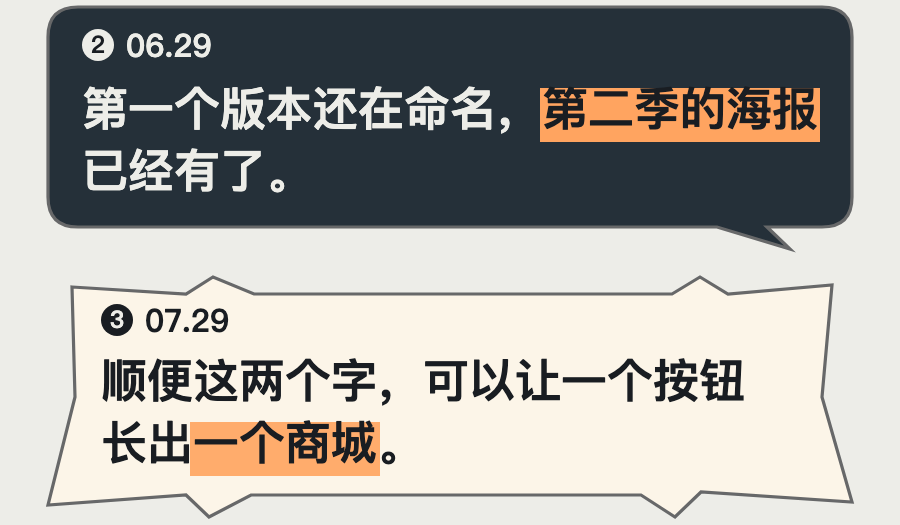 2 06.29
第一个版本还在命名，第二季的海报
已经有了。
3 07.29
顺便这两个字，可以让一个按钮
长出一个商城。